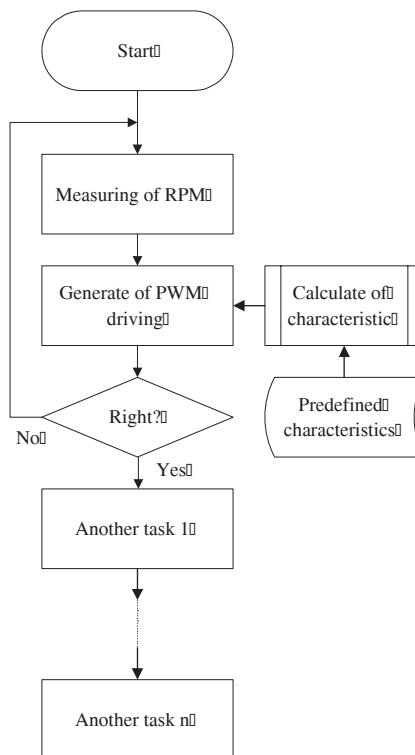 Start
Measuring of RPM
Generate of PWM
driving
Calculate of
characteristic
Predefined
characteristics
Right?
No
Yes
Another task 1
Another task n